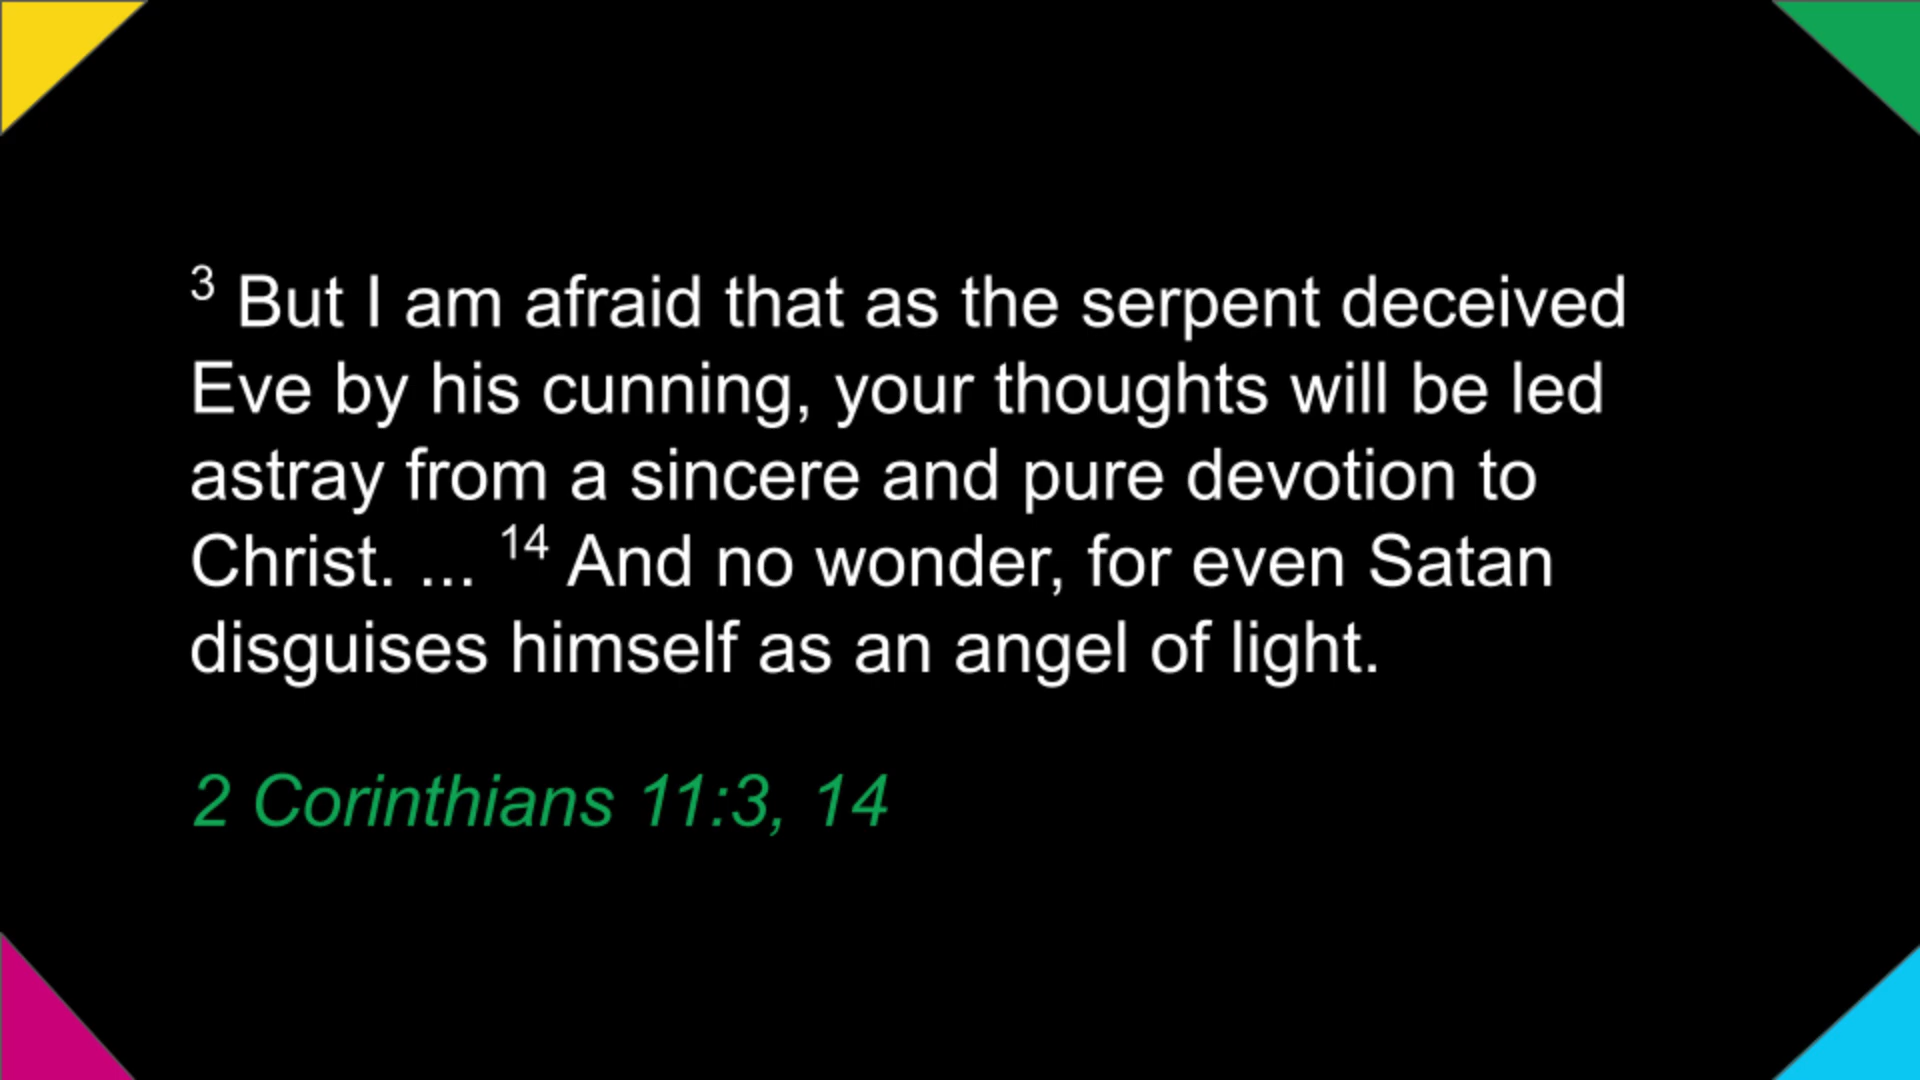 3 But I am afraid that as the serpent deceived
Eve by his cunning, your thoughts will be led
astray from a sincere and pure devotion to
Christ. ... 14 And no wonder, for even Satan
disguises himself as an angel of light.
2 Corinthians 11:3, 14